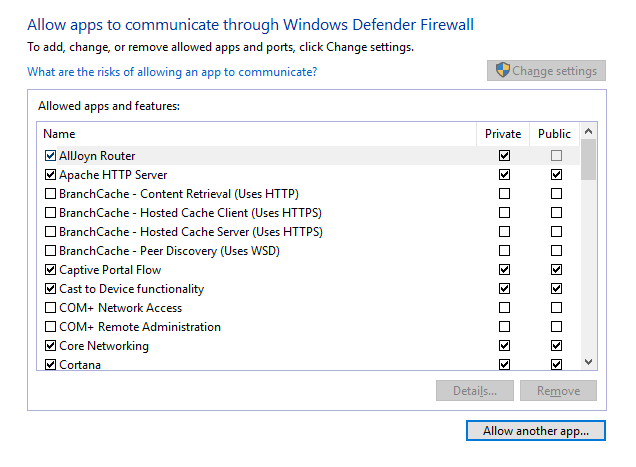 Allow apps to communicate through Windows Defender Firewall
To add, change, or remove allowed apps and ports, click Change settings.
What are the risks of allowing an app to communicate?
Change settings
Allowed apps and features:
Name Private Public
AllJoyn Router
Apache HTTP Server
BranchCache - Content Retrieval (Uses HTTP)
BranchCache - Hosted Cache Client (Uses HTTPS)
BranchCache - Hosted Cache Server (Uses HTTPS)
BranchCache - Peer Discovery (Uses WSD)
Captive Portal Flow
Cast to Device functionality
COM+ Network Access
COM+ Remote Administration
Core Networking
Cortana
Details... Remove
Allow another app...